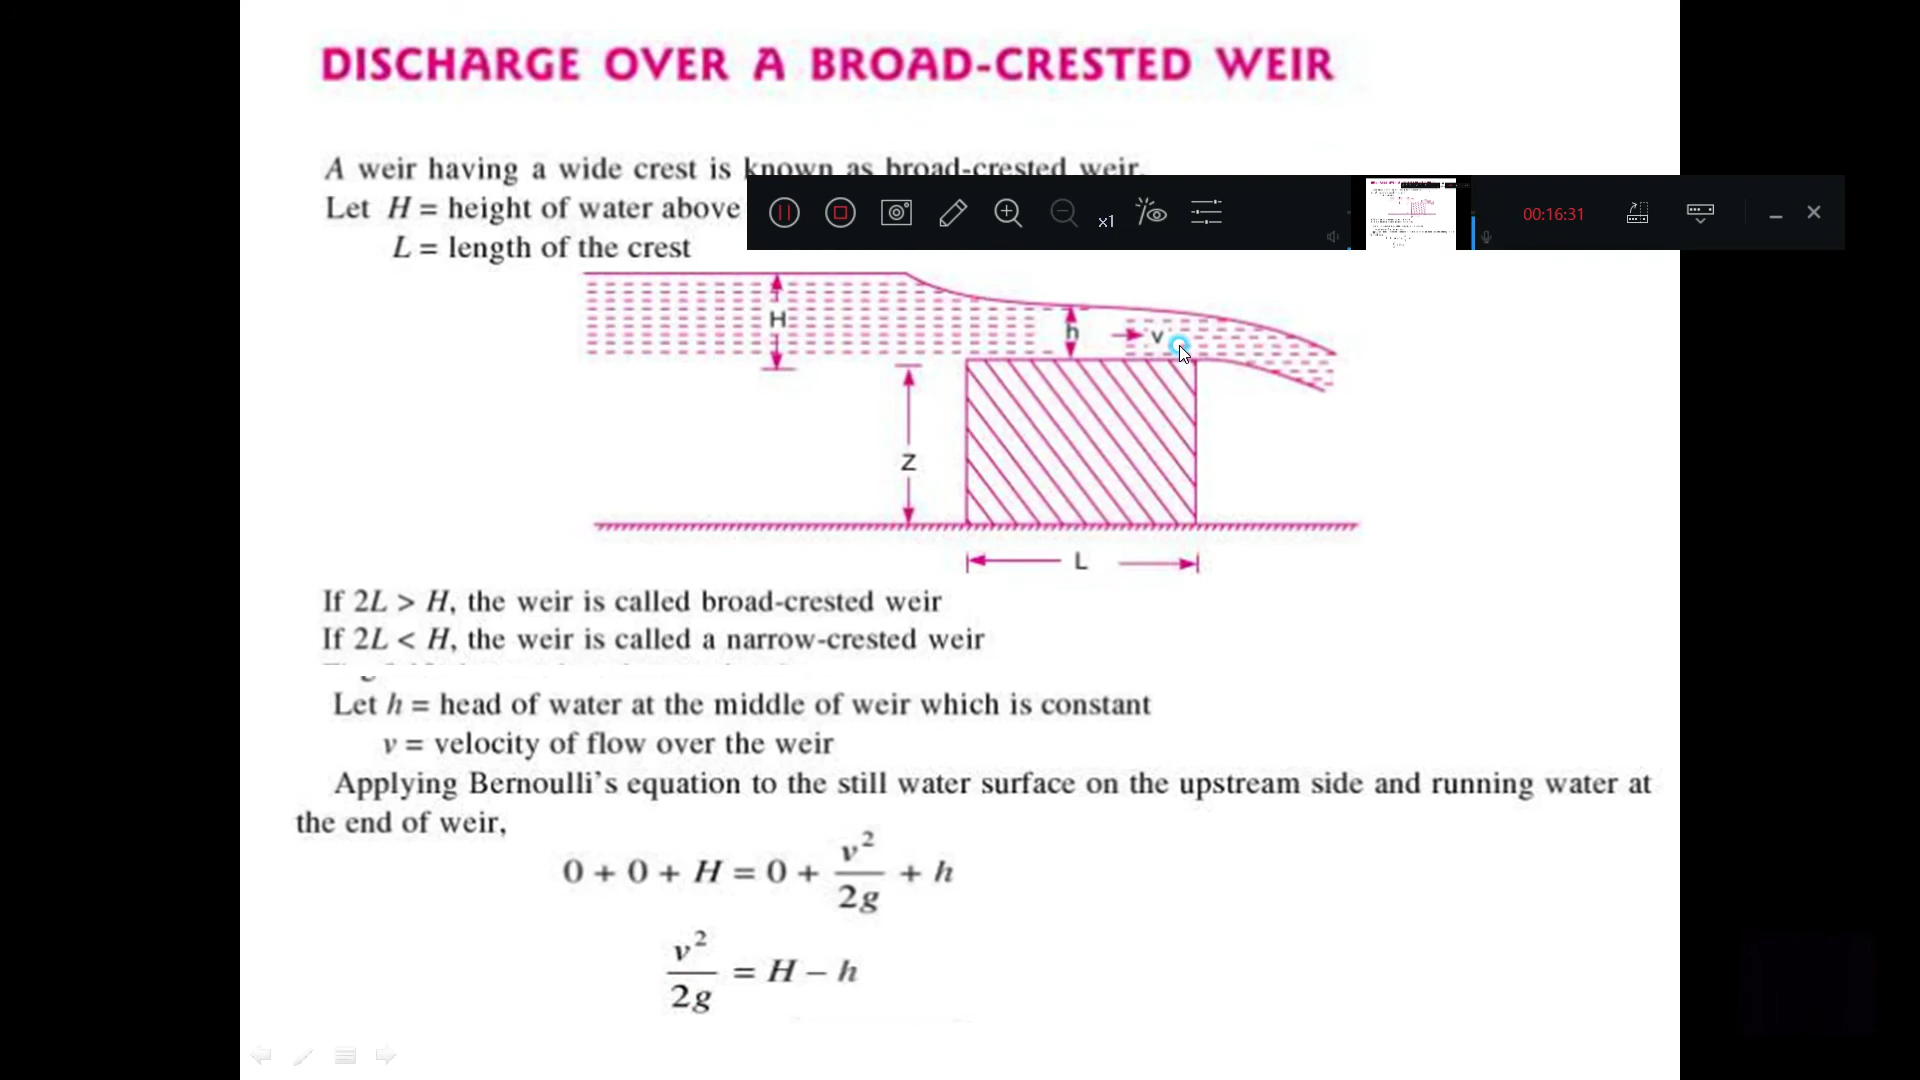 DISCHARGE OVER A BROAD-CRESTED WEIR
A weir having a wide crest is known as broad-crested weir.
Let H = height of water above
L = length of the crest
x1
00:16:31
H
h
v
Z
L
If 2L > H, the weir is called broad-crested weir
If 2L < H, the weir is called a narrow-crested weir
Let h = head of water at the middle of weir which is constant
v = velocity of flow over the weir
Applying Bernoulli's equation to the still water surface on the upstream side and running water at
the end of weir,
0 + 0 + H = 0 + v²/2g + h
v²/2g = H – h